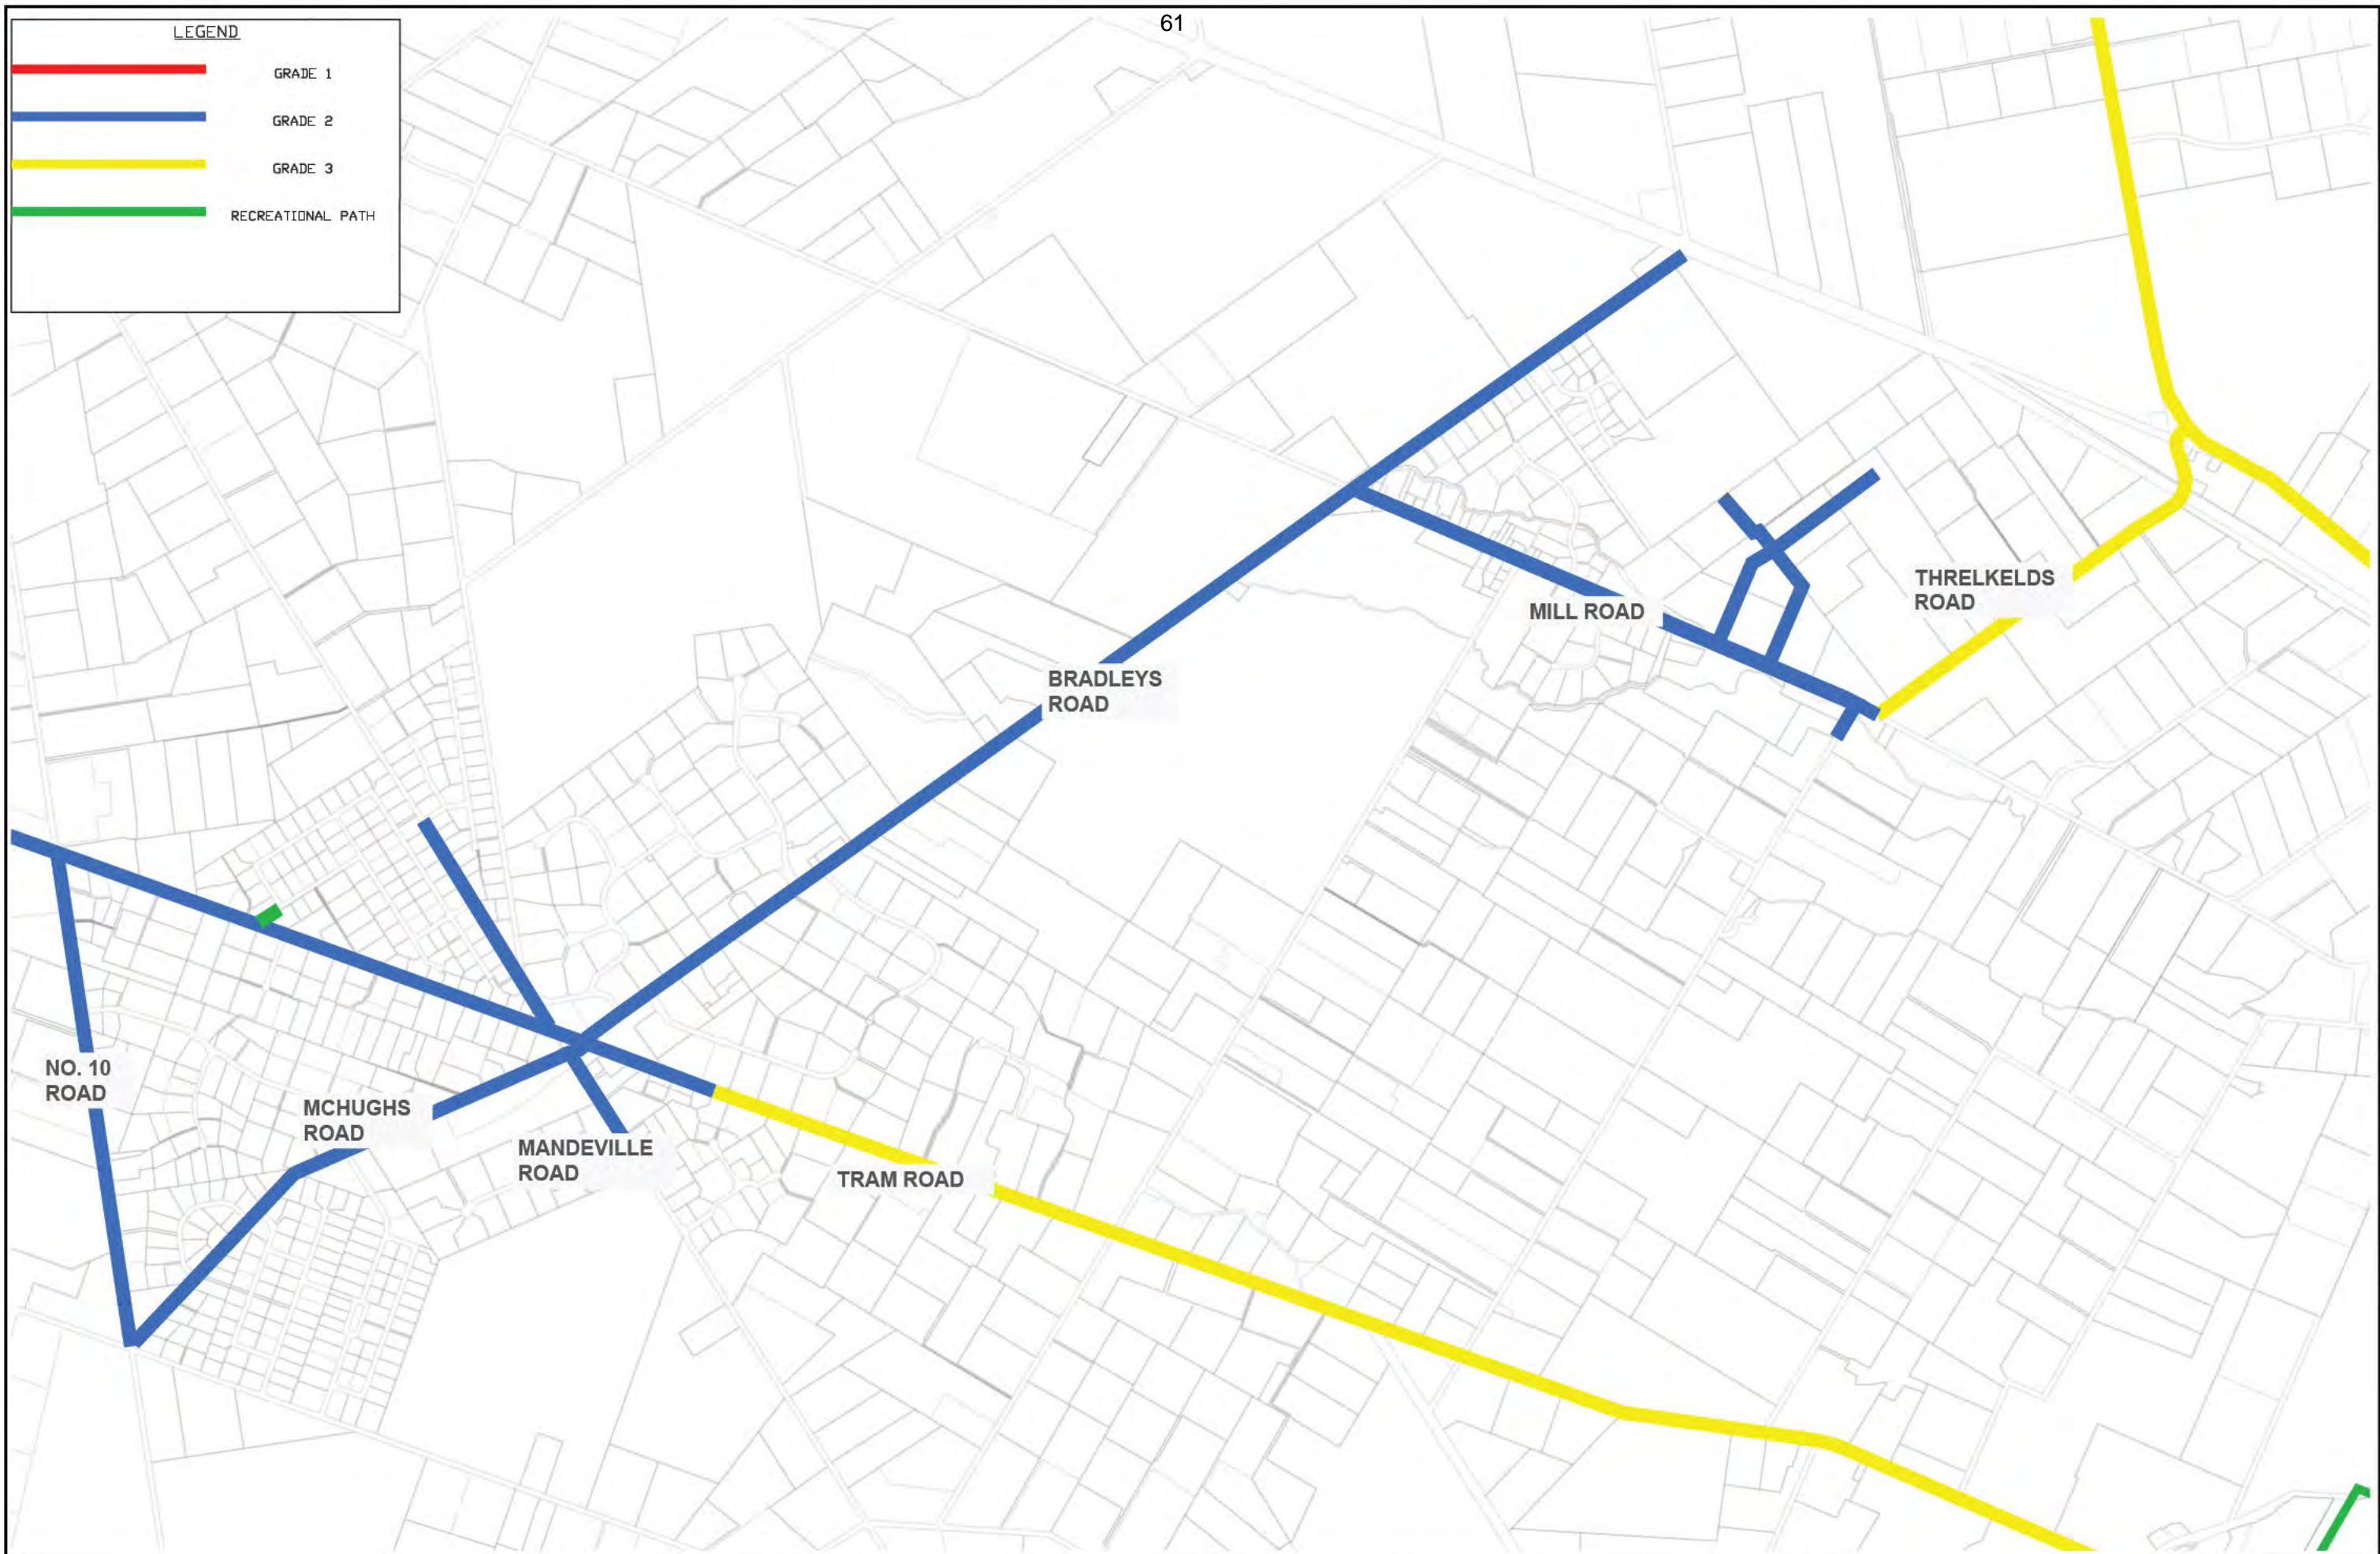 61
LEGEND
GRADE 1
GRADE 2
GRADE 3
RECREATIONAL PATH
THRELKELDS
ROAD
MILL ROAD
BRADLEYS
ROAD
NO. 10
ROAD
MCHUGHS
ROAD
MANDEVILLE
ROAD
TRAM ROAD